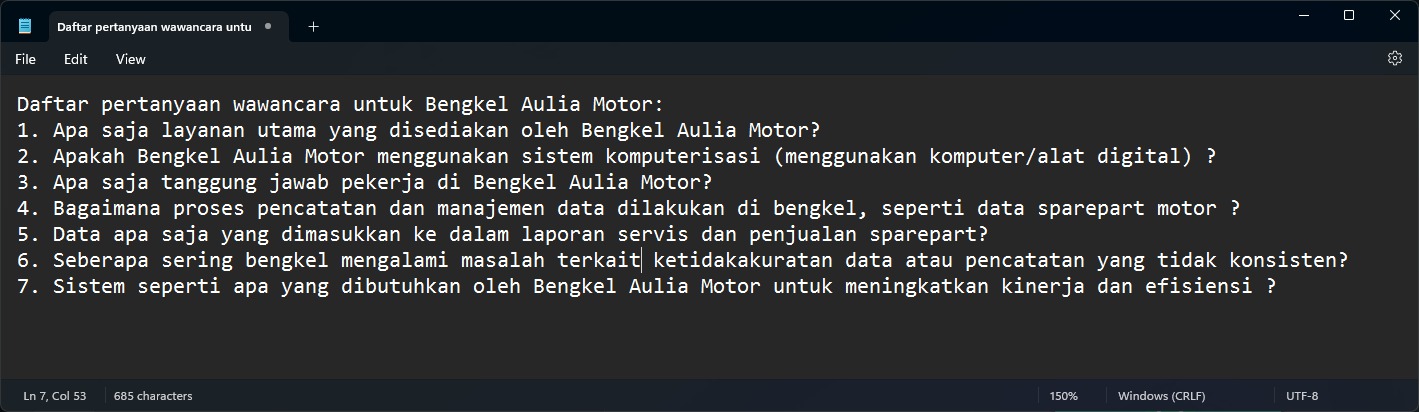 Daftar pertanyaan wawancara untu
File Edit View
Daftar pertanyaan wawancara untuk Bengkel Aulia Motor:
1. Apa saja layanan utama yang disediakan oleh Bengkel Aulia Motor?
2. Apakah Bengkel Aulia Motor menggunakan sistem komputerisasi (menggunakan komputer/alat digital) ?
3. Apa saja tanggung jawab pekerja di Bengkel Aulia Motor?
4. Bagaimana proses pencatatan dan manajemen data dilakukan di bengkel, seperti data sparepart motor ?
5. Data apa saja yang dimasukkan ke dalam laporan servis dan penjualan sparepart?
6. Seberapa sering bengkel mengalami masalah terkait ketidakakuratan data atau pencatatan yang tidak konsisten?
7. Sistem seperti apa yang dibutuhkan oleh Bengkel Aulia Motor untuk meningkatkan kinerja dan efisiensi ?
Ln 7, Col 53 685 characters 150% Windows (CRLF) UTF-8